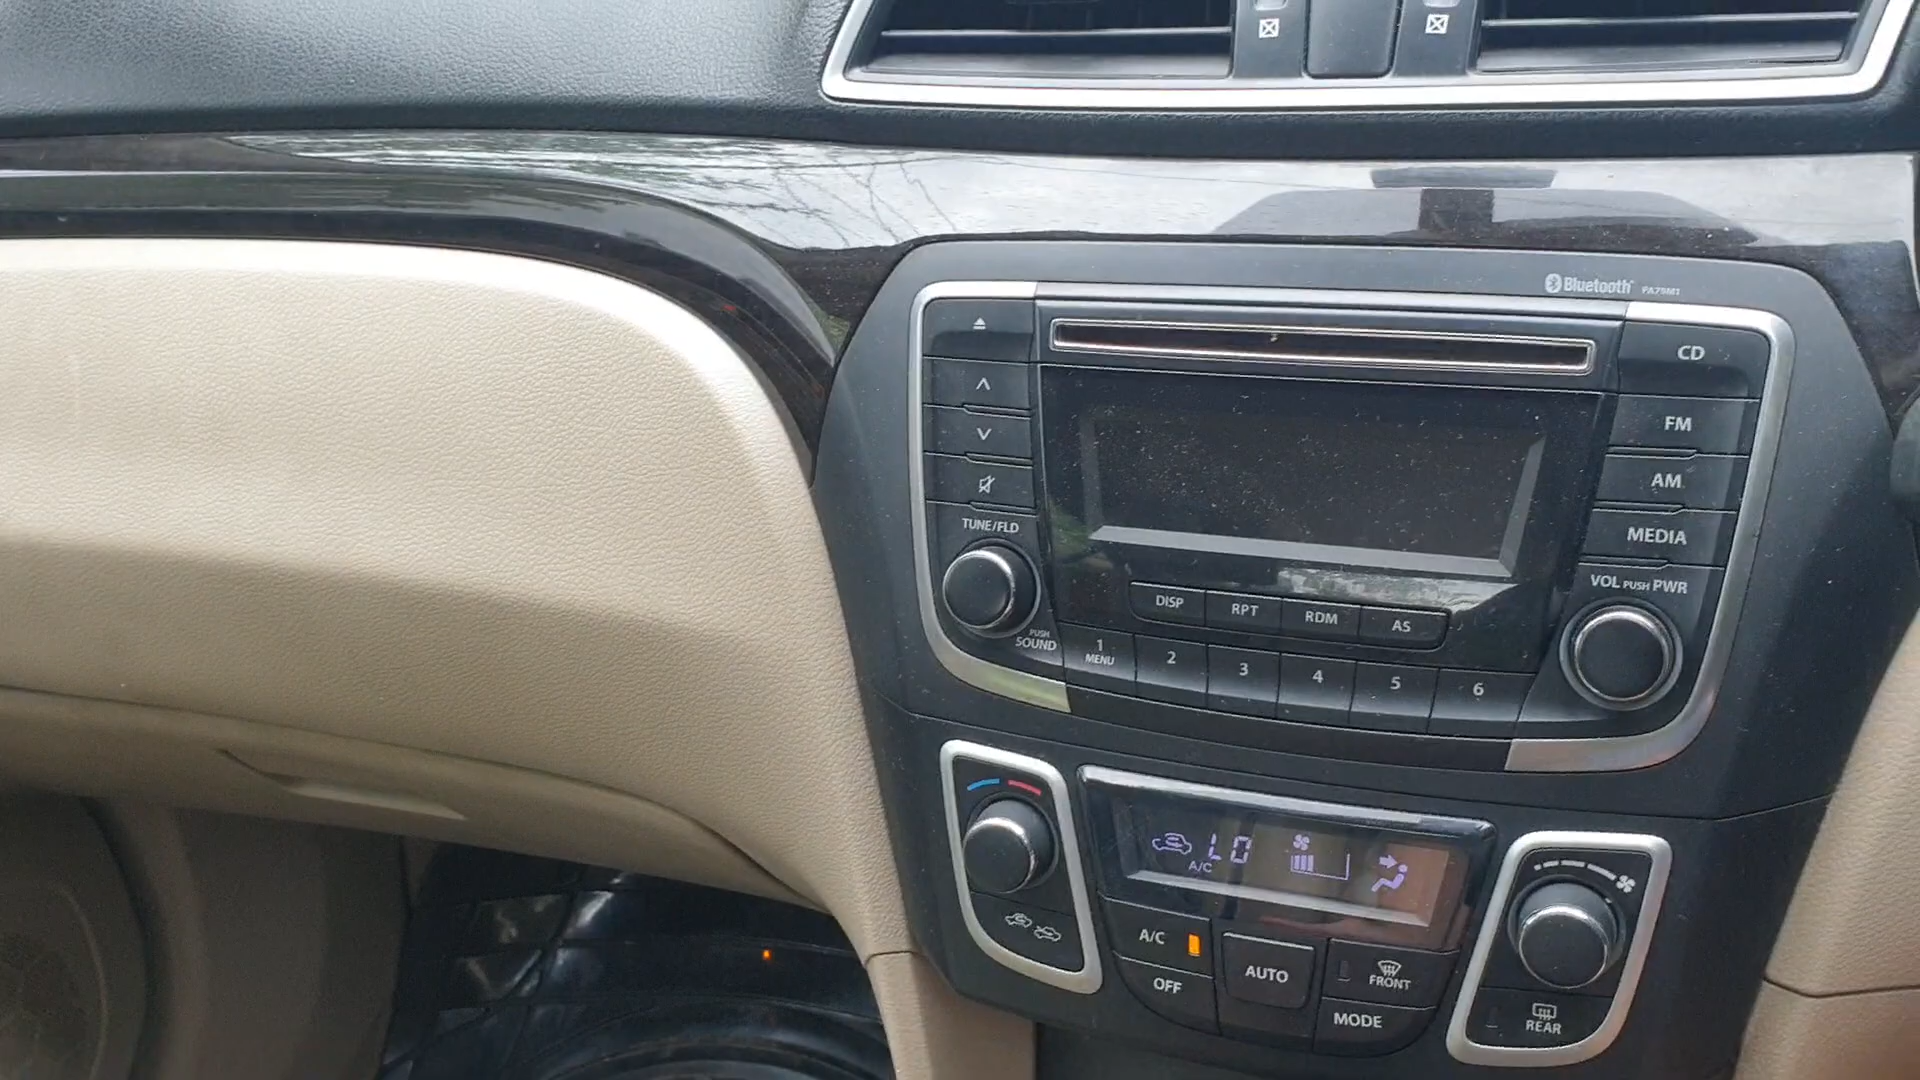 Bluetooth PA75M1
CD
FM
AM
MEDIA
TUNE/FLD
VOL PUSH PWR
DISP
RPT
RDM
AS
PUSH
SOUND
1
MENU
2
3
4
5
6
LO
A/C
A/C
OFF
AUTO
FRONT
MODE
REAR